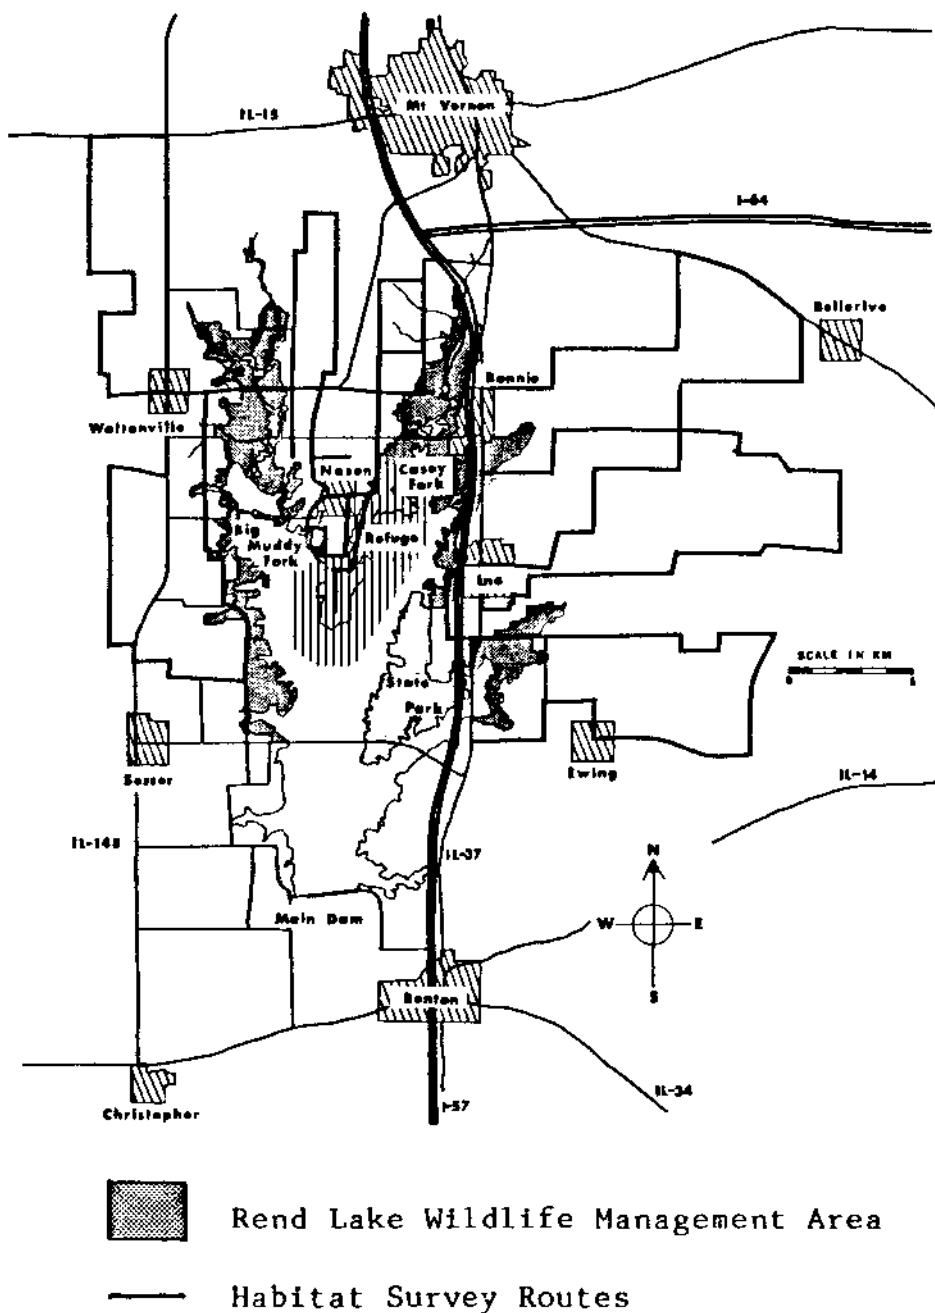 Mt Vernon
IL-15
I-64
Bellerive
Bonnie
Waltonville
Nason
Casey
Fork
Big
Muddy
Fork
Refuge
Ina
SCALE IN KM
State
Park
Sesser
Ewing
IL-14
IL-148
IL-37
N
Main Dam
W
E
S
Benton
IL-34
I-57
Christopher
Rend Lake Wildlife Management Area
Habitat Survey Routes